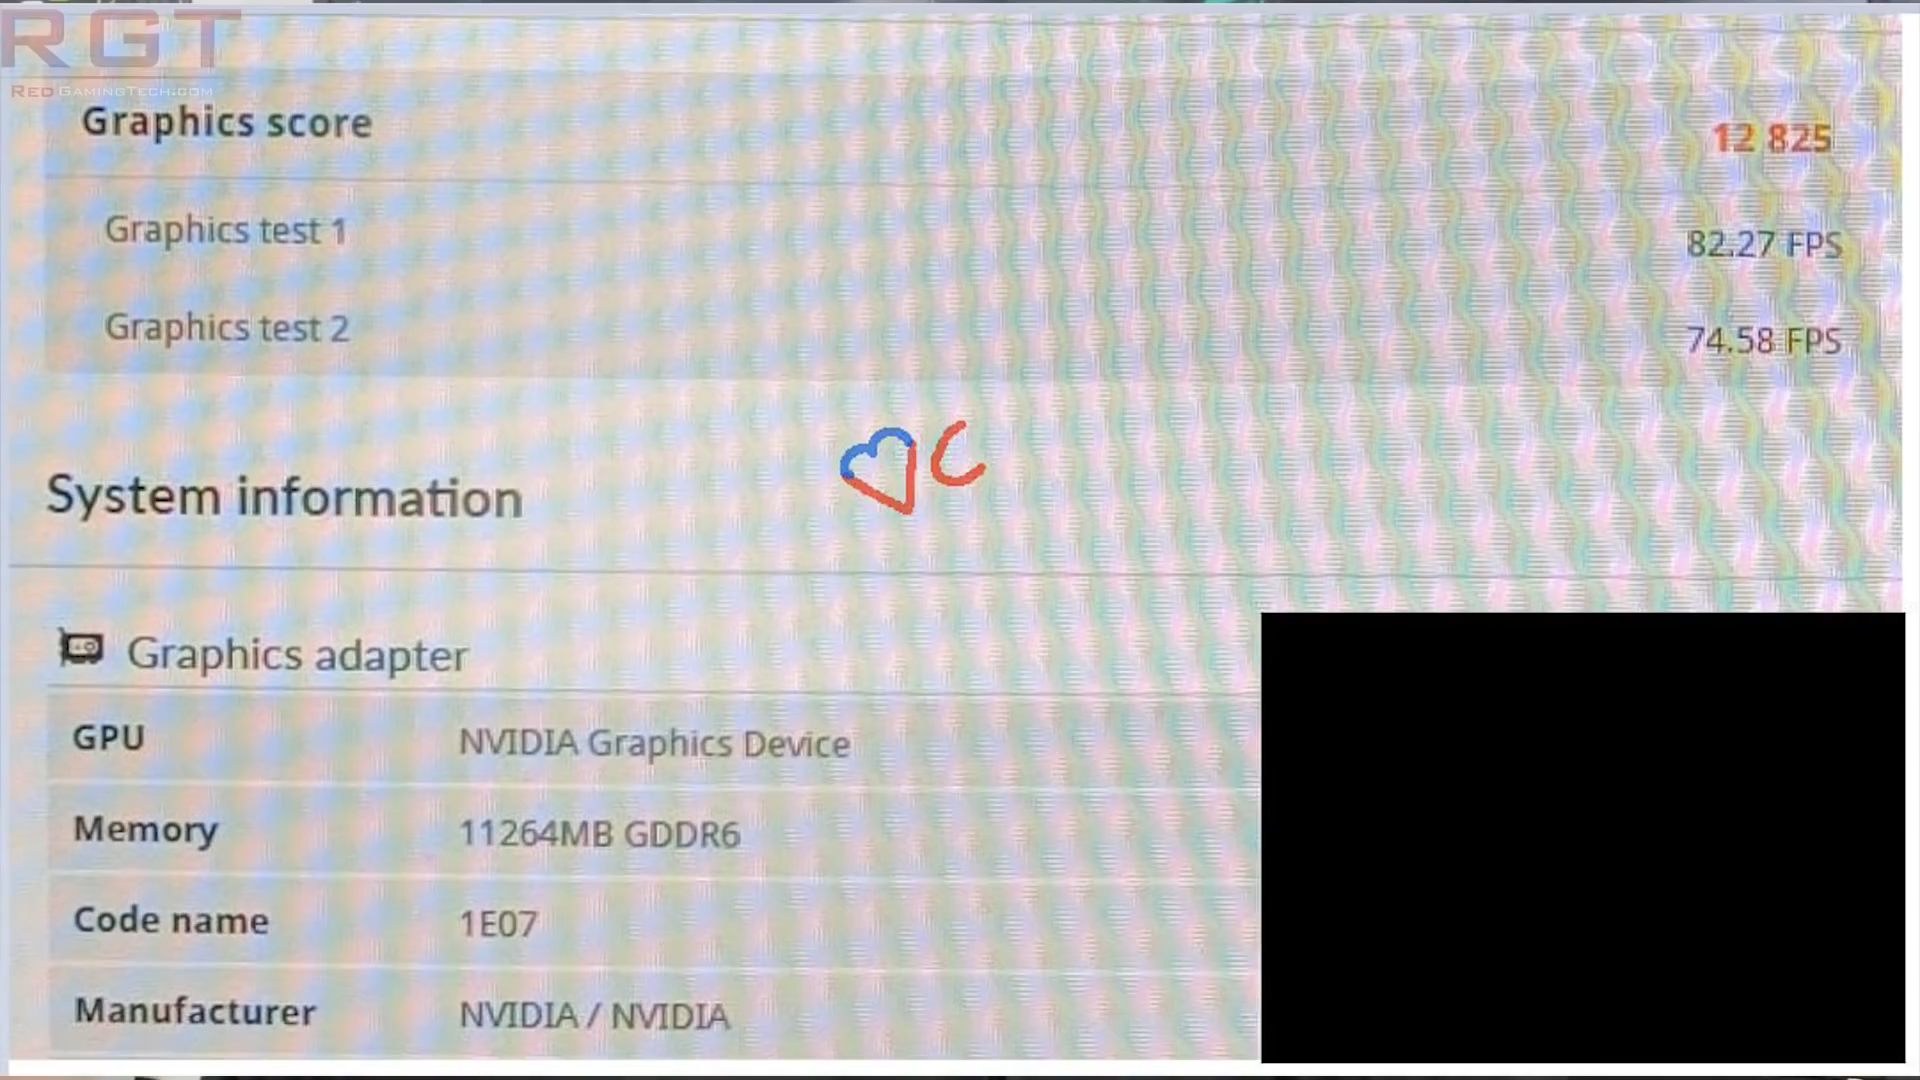 RGT
RedGamingTech.com
Graphics score 12 825
Graphics test 1 82.27 FPS
Graphics test 2 74.58 FPS
C
System information
Graphics adapter
GPU NVIDIA Graphics Device
Memory 11264MB GDDR6
Code name 1E07
Manufacturer NVIDIA / NVIDIA